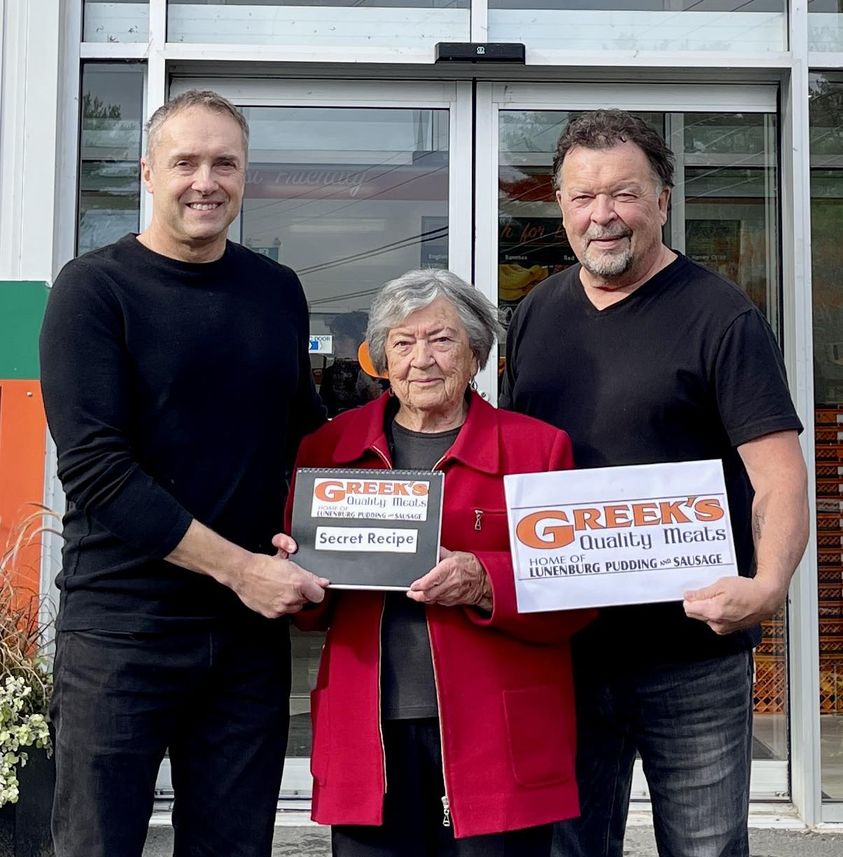 GREEK'S
Quality Meats
HOME OF
LUNENBURG PUDDING AND SAUSAGE
Secret Recipe
GREEK'S
Quality Meats
HOME OF
LUNENBURG PUDDING AND SAUSAGE
DOOR